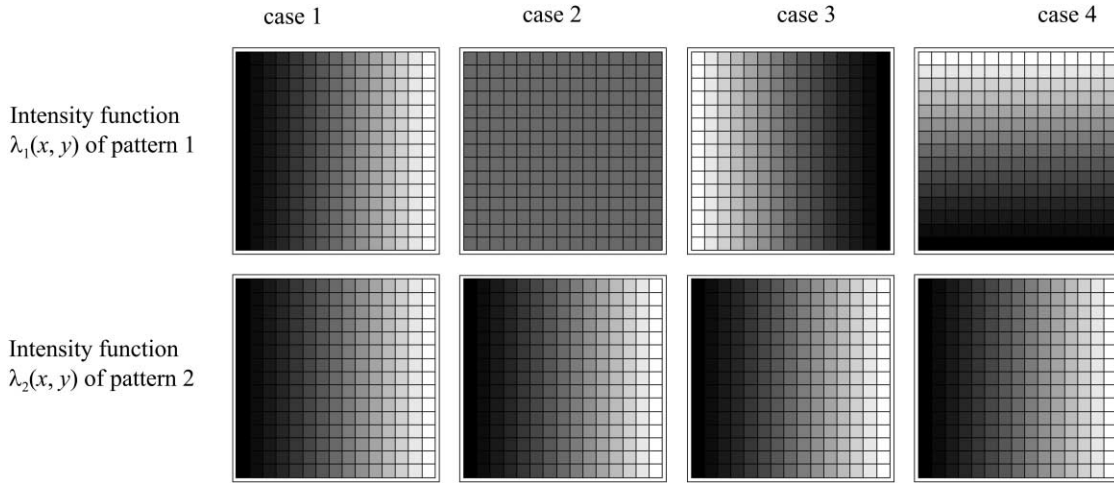 case 1 case 2 case 3 case 4
Intensity function
λ₁(x, y) of pattern 1
Intensity function
λ₂(x, y) of pattern 2